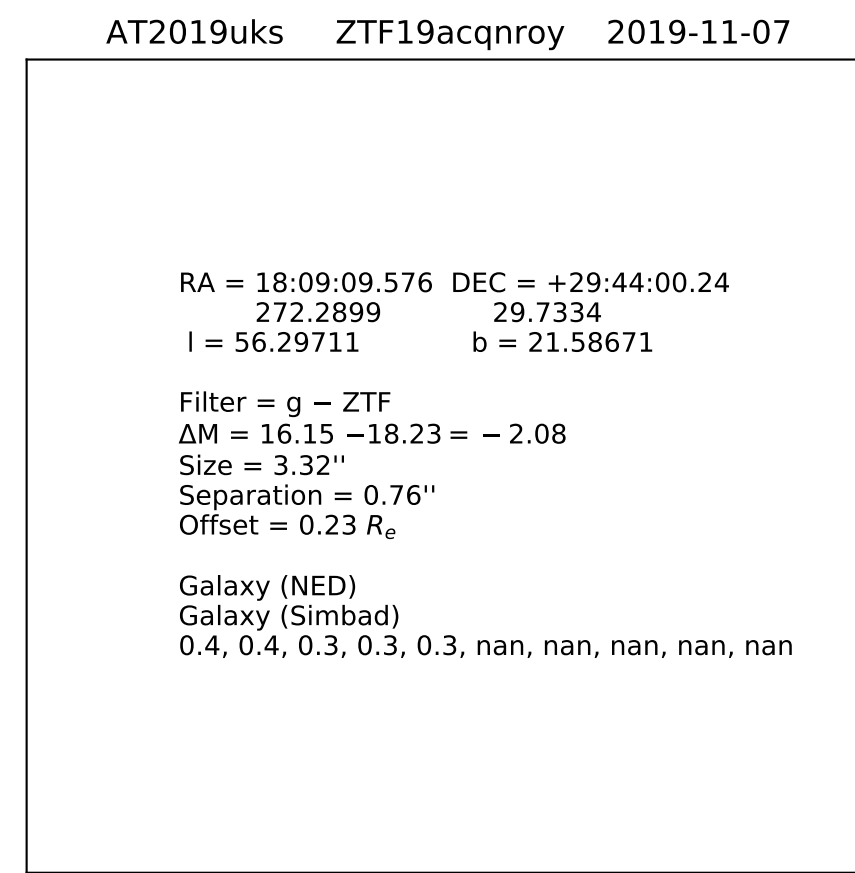 AT2019uks ZTF19acqnroy 2019-11-07
RA = 18:09:09.576 DEC = +29:44:00.24
272.2899 29.7334
l = 56.29711 b = 21.58671
Filter = g − ZTF
ΔM = 16.15 −18.23 = − 2.08
Size = 3.32''
Separation = 0.76''
Offset = 0.23 Rₑ
Galaxy (NED)
Galaxy (Simbad)
0.4, 0.4, 0.3, 0.3, 0.3, nan, nan, nan, nan, nan